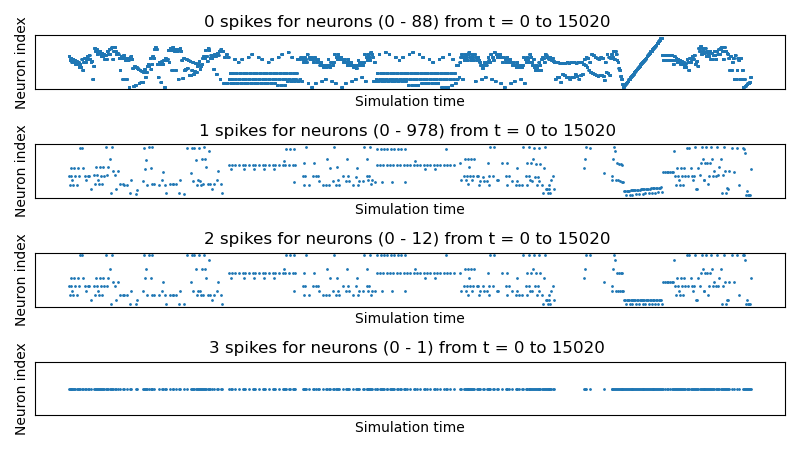 0 spikes for neurons (0 - 88) from t = 0 to 15020
Neuron index
Simulation time
1 spikes for neurons (0 - 978) from t = 0 to 15020
Neuron index
Simulation time
2 spikes for neurons (0 - 12) from t = 0 to 15020
Neuron index
Simulation time
3 spikes for neurons (0 - 1) from t = 0 to 15020
Neuron index
Simulation time